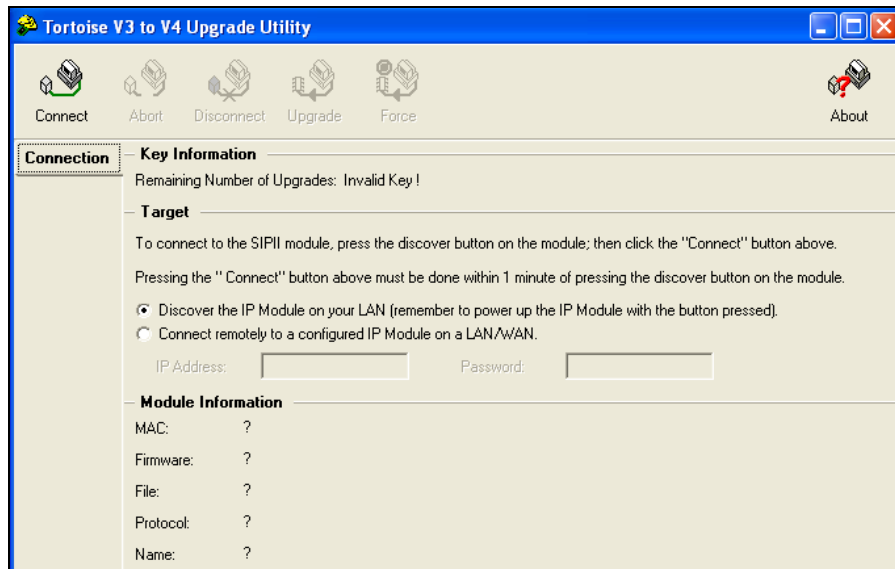 Tortoise V3 to V4 Upgrade Utility
Connect Abort Disconnect Upgrade Force About
Connection
Key Information
Remaining Number of Upgrades: Invalid Key !
Target
To connect to the SIPII module, press the discover button on the module; then click the "Connect" button above.
Pressing the " Connect" button above must be done within 1 minute of pressing the discover button on the module.
Discover the IP Module on your LAN (remember to power up the IP Module with the button pressed).
Connect remotely to a configured IP Module on a LAN/WAN.
IP Address: Password:
Module Information
MAC: ?
Firmware: ?
File: ?
Protocol: ?
Name: ?